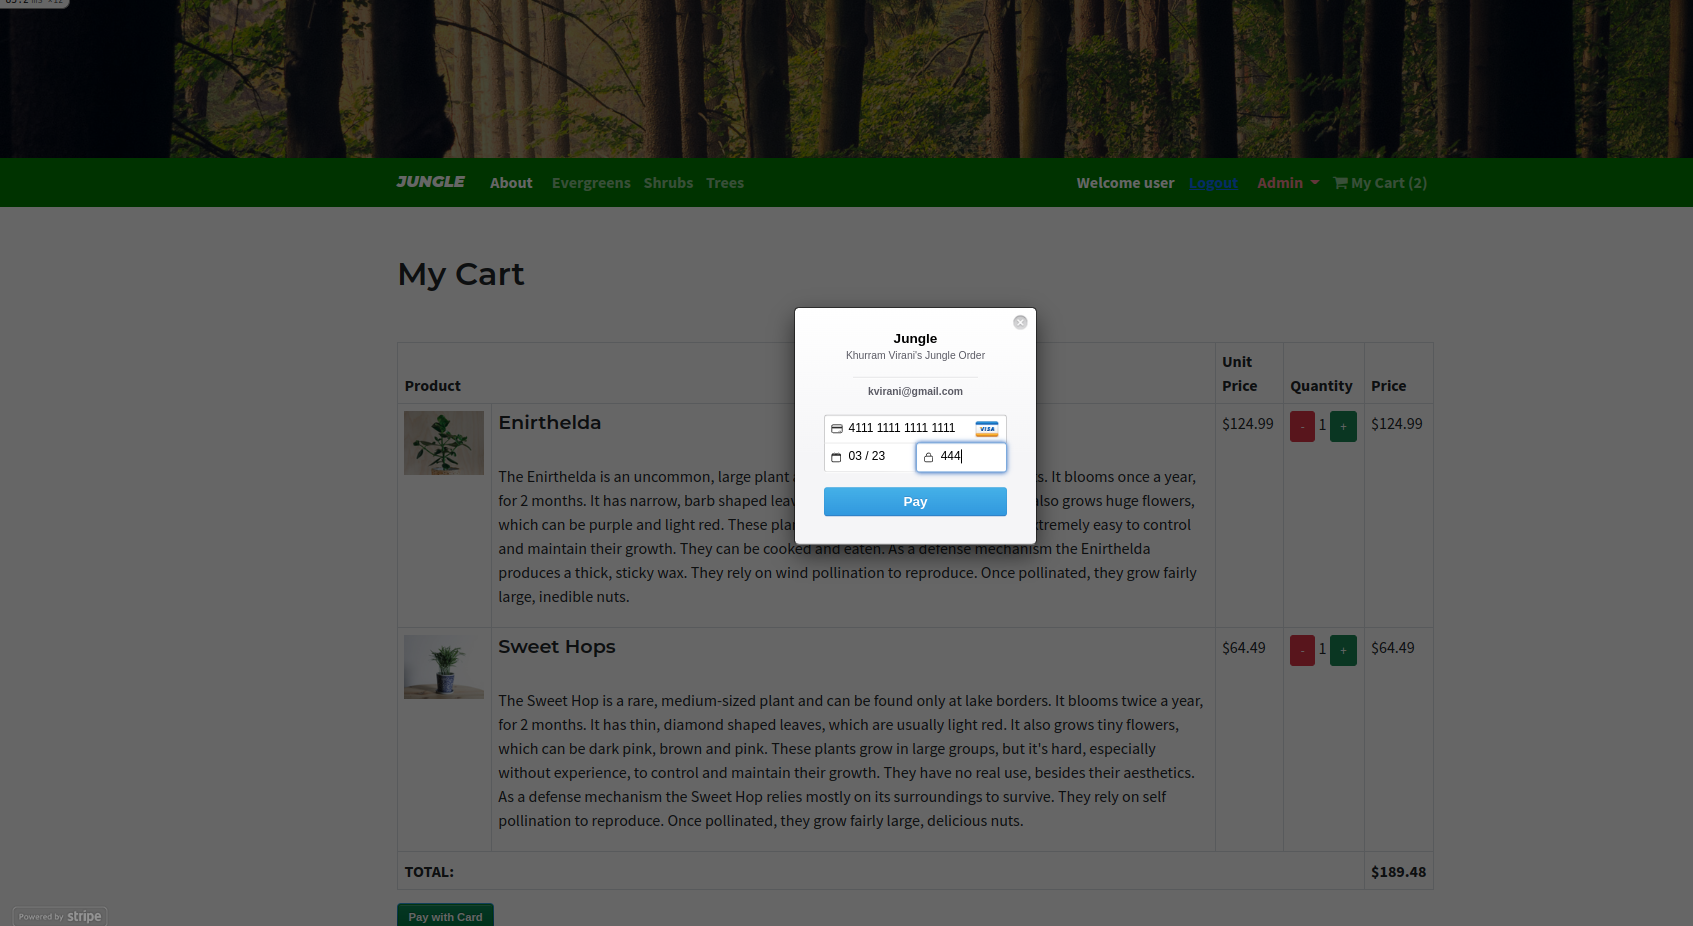 JUNGLE About Evergreens Shrubs Trees Welcome user Logout Admin My Cart (2)
My Cart
Product Unit Price Quantity Price
Enirthelda $124.99 - 1 + $124.99
The Enirthelda is an uncommon, large plant
s. It blooms once a year,
for 2 months. It has narrow, barb shaped
also grows huge flowers,
which can be purple and light red. These
extremely easy to control
and maintain their growth. They can be cooked and eaten. As a defense mechanism the Enirthelda
produces a thick, sticky wax. They rely on wind pollination to reproduce. Once pollinated, they grow fairly
large, inedible nuts.
Sweet Hops $64.49 - 1 + $64.49
The Sweet Hop is a rare, medium-sized plant and can be found only at lake borders. It blooms twice a year,
for 2 months. It has thin, diamond shaped leaves, which are usually light red. It also grows tiny flowers,
which can be dark pink, brown and pink. These plants grow in large groups, but it's hard, especially
without experience, to control and maintain their growth. They have no real use, besides their aesthetics.
As a defense mechanism the Sweet Hop relies mostly on its surroundings to survive. They rely on self
pollination to reproduce. Once pollinated, they grow fairly large, delicious nuts.
TOTAL: $189.48
Pay with Card
Powered by stripe
Jungle
Khurram Virani's Jungle Order
kvirani@gmail.com
4111 1111 1111 1111 VISA
03 / 23 444
Pay